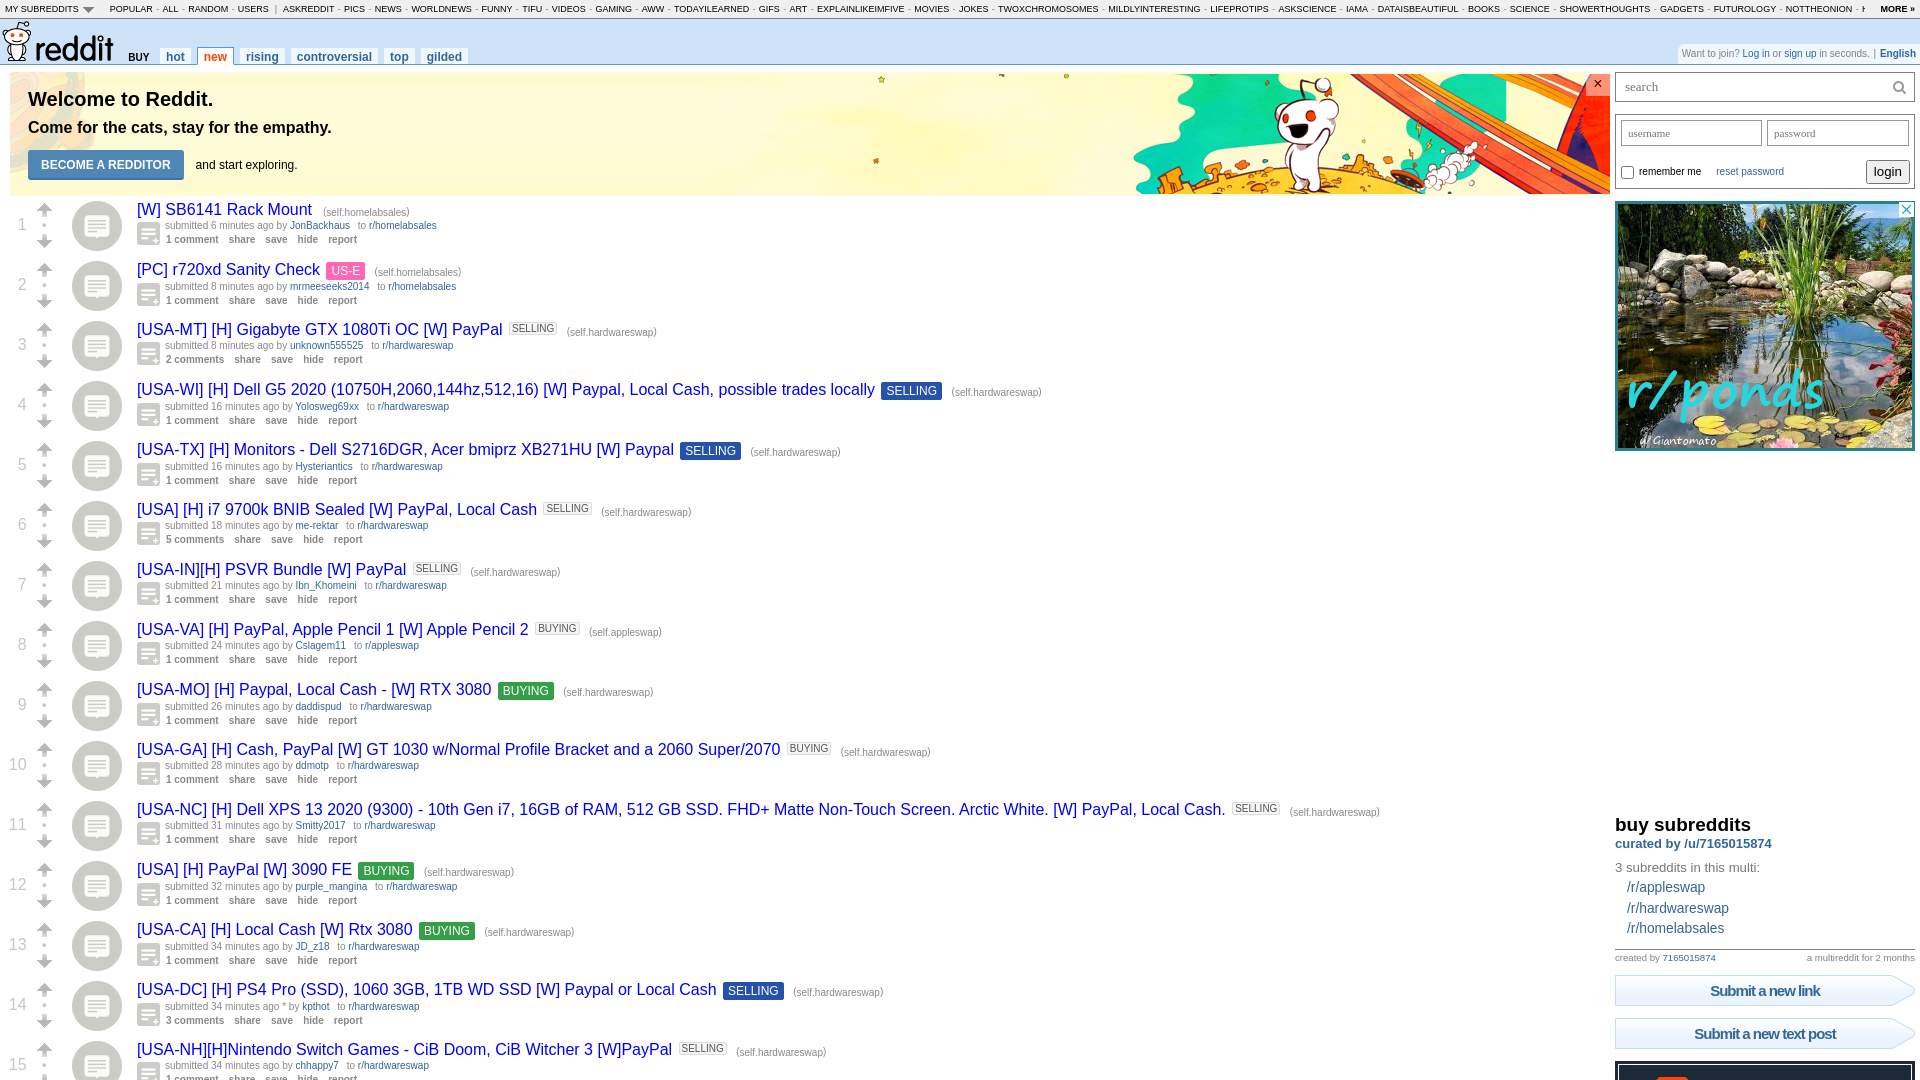 MY SUBREDDITS POPULAR - ALL - RANDOM - USERS | ASKREDDIT - PICS - NEWS - WORLDNEWS - FUNNY - TIFU - VIDEOS - GAMING - AWW - TODAYILEARNED - GIFS - ART - EXPLAINLIKEIMFIVE - MOVIES - JOKES - TWOXCHROMOSOMES - MILDLYINTERESTING - LIFEPROTIPS - ASKSCIENCE - IAMA - DATAISBEAUTIFUL - BOOKS - SCIENCE - SHOWERTHOUGHTS - GADGETS - FUTUROLOGY - NOTTHEONION - MORE »
reddit BUY hot new rising controversial top gilded
Want to join? Log in or sign up in seconds. | English
Welcome to Reddit.
Come for the cats, stay for the empathy.
BECOME A REDDITOR and start exploring.
×
search
username password
remember me reset password login
1
[W] SB6141 Rack Mount (self.homelabsales)
submitted 6 minutes ago by JonBackhaus to r/homelabsales
1 comment share save hide report
2
[PC] r720xd Sanity Check US-E (self.homelabsales)
submitted 8 minutes ago by mrmeeseeks2014 to r/homelabsales
1 comment share save hide report
3
[USA-MT] [H] Gigabyte GTX 1080Ti OC [W] PayPal SELLING (self.hardwareswap)
submitted 8 minutes ago by unknown555525 to r/hardwareswap
2 comments share save hide report
4
[USA-WI] [H] Dell G5 2020 (10750H,2060,144hz,512,16) [W] Paypal, Local Cash, possible trades locally SELLING (self.hardwareswap)
submitted 16 minutes ago by Yolosweg69xx to r/hardwareswap
1 comment share save hide report
5
[USA-TX] [H] Monitors - Dell S2716DGR, Acer bmiprz XB271HU [W] Paypal SELLING (self.hardwareswap)
submitted 16 minutes ago by Hysteriantics to r/hardwareswap
1 comment share save hide report
6
[USA] [H] i7 9700k BNIB Sealed [W] PayPal, Local Cash SELLING (self.hardwareswap)
submitted 18 minutes ago by me-rektar to r/hardwareswap
5 comments share save hide report
7
[USA-IN][H] PSVR Bundle [W] PayPal SELLING (self.hardwareswap)
submitted 21 minutes ago by Ibn_Khomeini to r/hardwareswap
1 comment share save hide report
8
[USA-VA] [H] PayPal, Apple Pencil 1 [W] Apple Pencil 2 BUYING (self.appleswap)
submitted 24 minutes ago by Cslagem11 to r/appleswap
1 comment share save hide report
9
[USA-MO] [H] Paypal, Local Cash - [W] RTX 3080 BUYING (self.hardwareswap)
submitted 26 minutes ago by daddispud to r/hardwareswap
1 comment share save hide report
10
[USA-GA] [H] Cash, PayPal [W] GT 1030 w/Normal Profile Bracket and a 2060 Super/2070 BUYING (self.hardwareswap)
submitted 28 minutes ago by ddmotp to r/hardwareswap
1 comment share save hide report
11
[USA-NC] [H] Dell XPS 13 2020 (9300) - 10th Gen i7, 16GB of RAM, 512 GB SSD. FHD+ Matte Non-Touch Screen. Arctic White. [W] PayPal, Local Cash. SELLING (self.hardwareswap)
submitted 31 minutes ago by Smitty2017 to r/hardwareswap
1 comment share save hide report
12
[USA] [H] PayPal [W] 3090 FE BUYING (self.hardwareswap)
submitted 32 minutes ago by purple_mangina to r/hardwareswap
1 comment share save hide report
13
[USA-CA] [H] Local Cash [W] Rtx 3080 BUYING (self.hardwareswap)
submitted 34 minutes ago by JD_z18 to r/hardwareswap
1 comment share save hide report
14
[USA-DC] [H] PS4 Pro (SSD), 1060 3GB, 1TB WD SSD [W] Paypal or Local Cash SELLING (self.hardwareswap)
submitted 34 minutes ago * by kpthot to r/hardwareswap
3 comments share save hide report
15
[USA-NH][H]Nintendo Switch Games - CiB Doom, CiB Witcher 3 [W]PayPal SELLING (self.hardwareswap)
submitted 34 minutes ago by chhappy7 to r/hardwareswap
1 comment share save hide report
r/ponds
u/Giantomato
buy subreddits
curated by /u/7165015874
3 subreddits in this multi:
/r/appleswap
/r/hardwareswap
/r/homelabsales
created by 7165015874 a multireddit for 2 months
Submit a new link
Submit a new text post